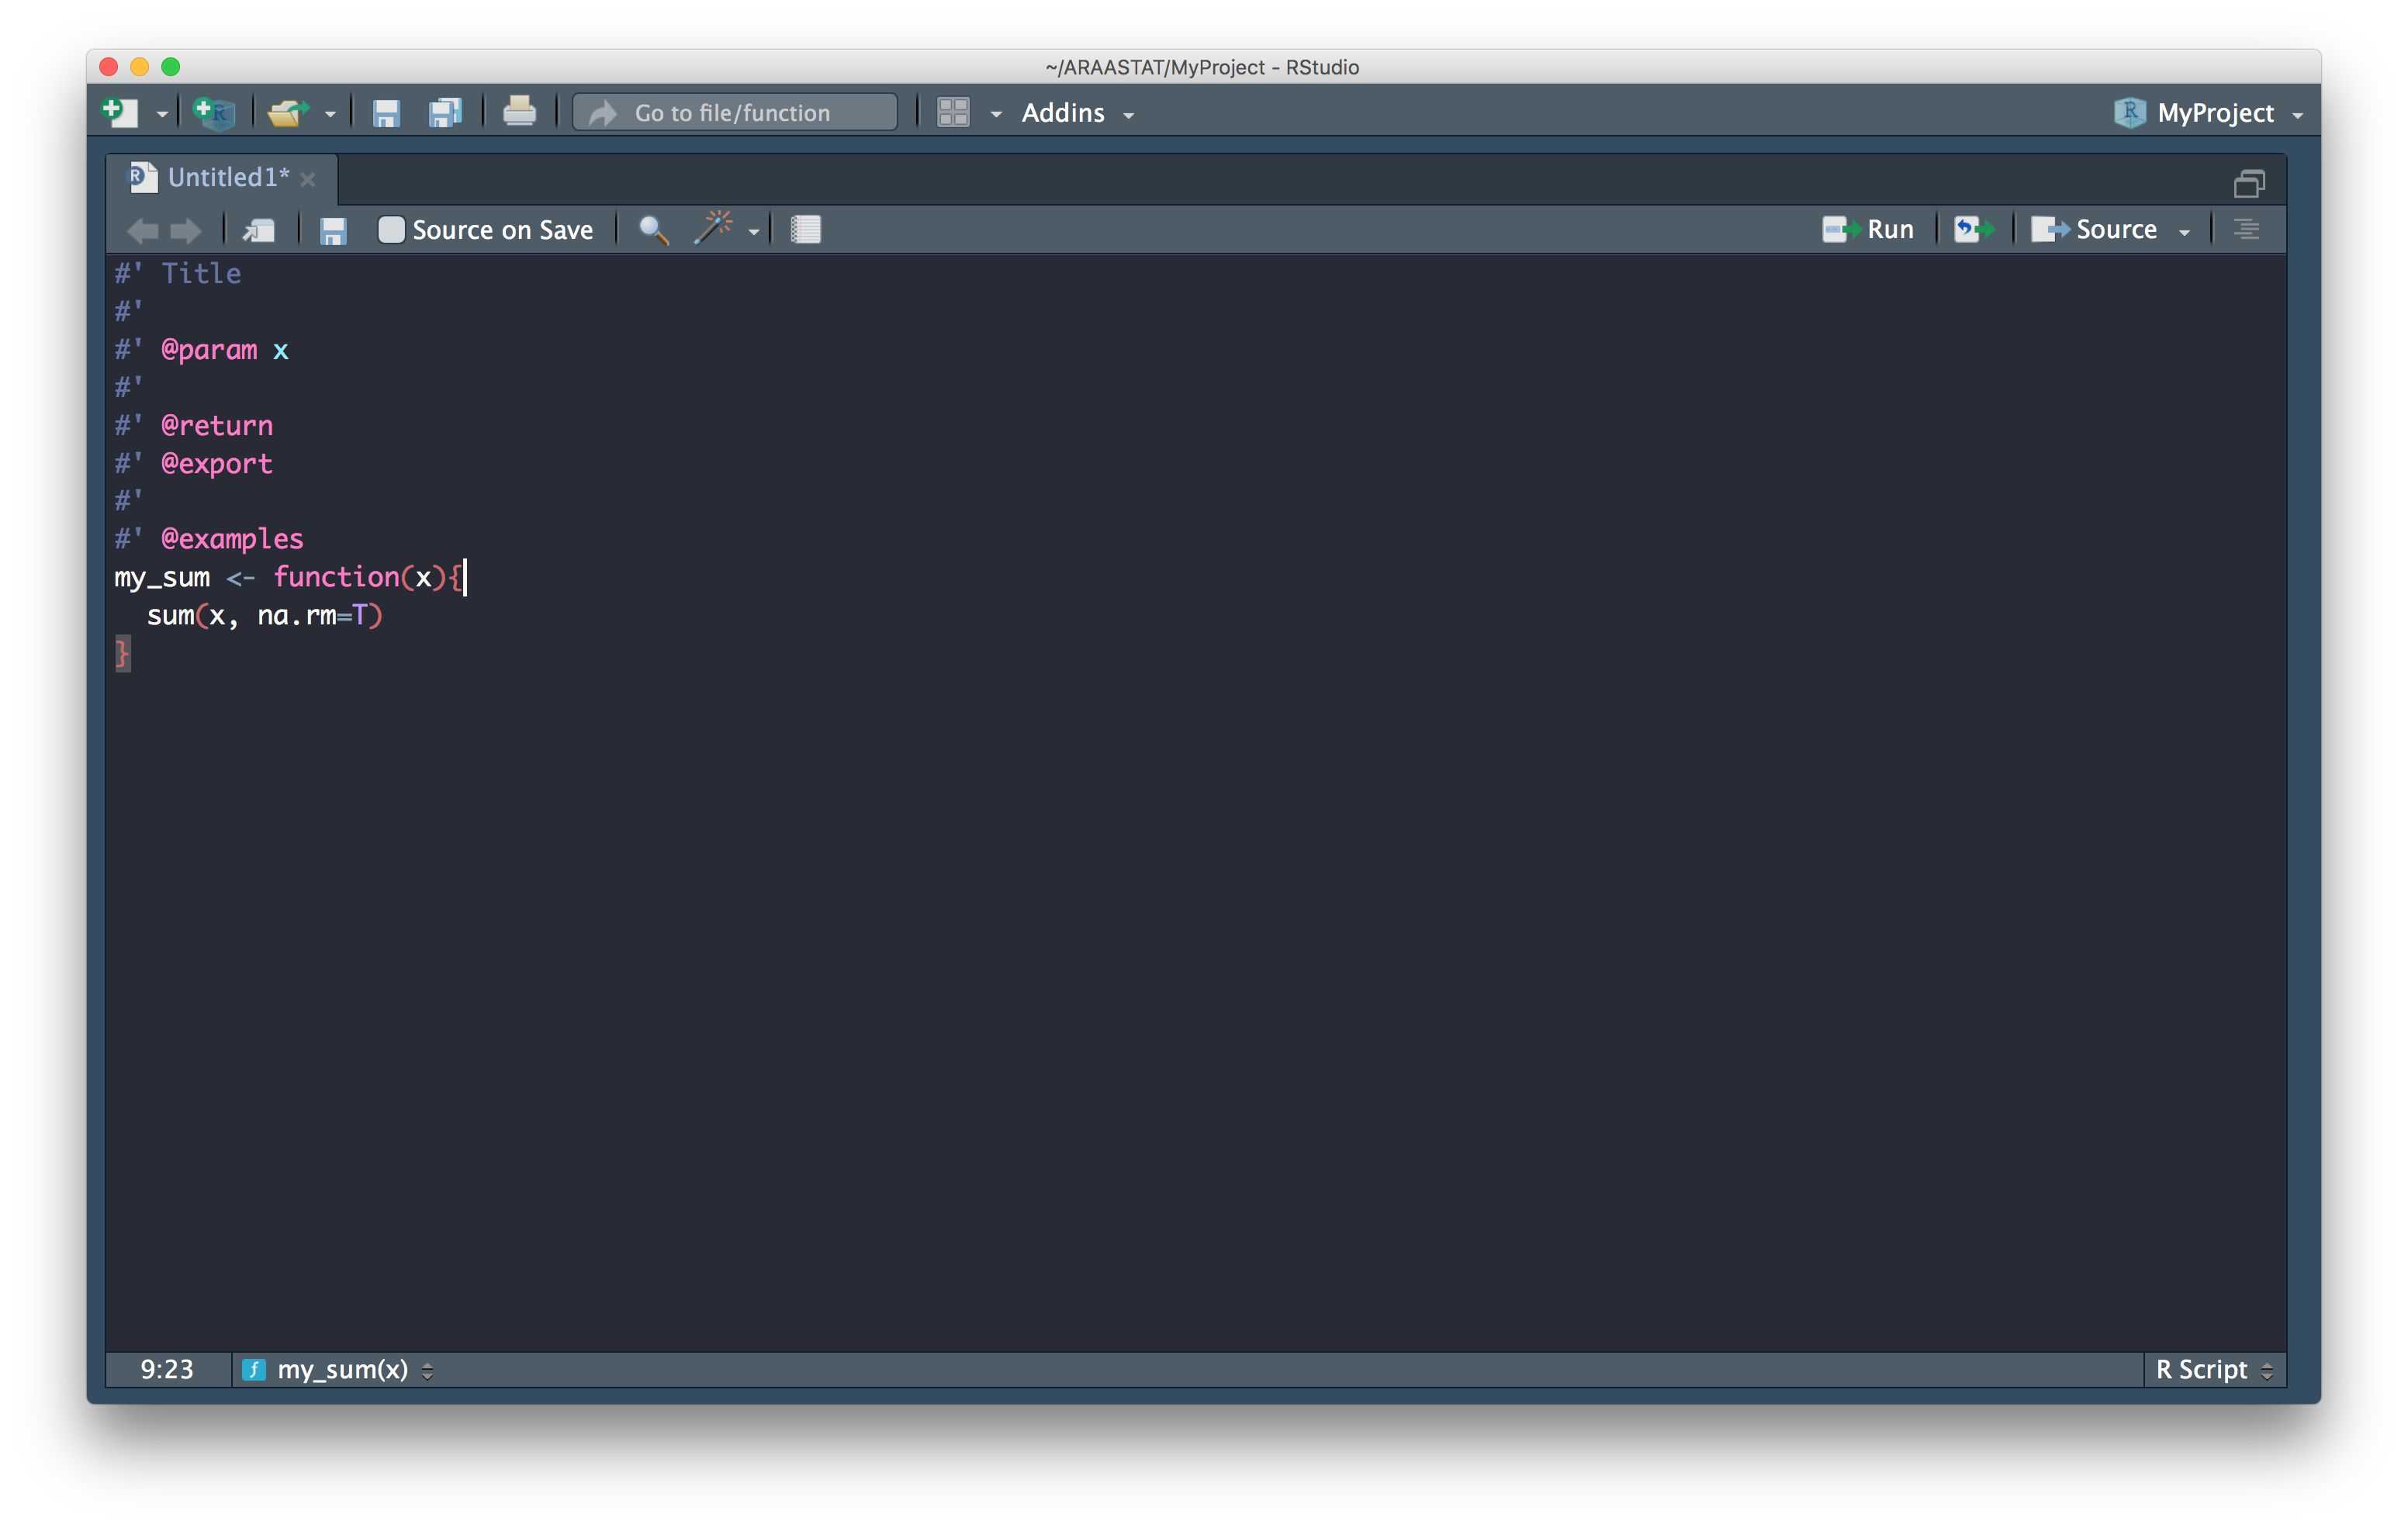 ~/ARAASTAT/MyProject - RStudio
Go to file/function Addins MyProject
Untitled1*
Source on Save Run Source
#' Title
#'
#' @param x
#'
#' @return
#' @export
#'
#' @examples
my_sum <- function(x){
  sum(x, na.rm=T)
}
9:23 my_sum(x) R Script